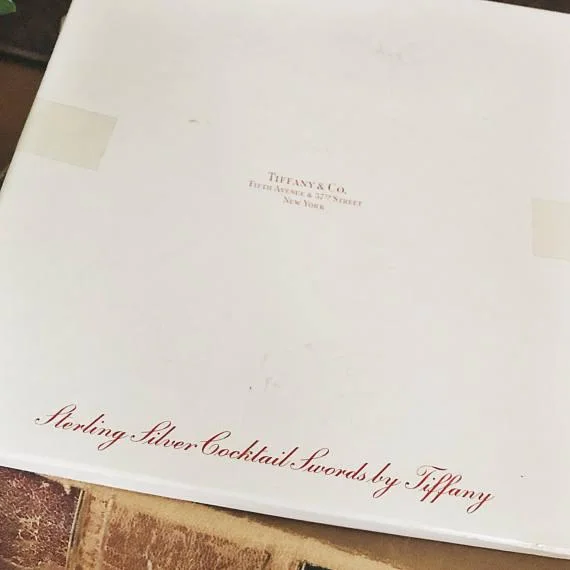 TIFFANY & CO.
FIFTH AVENUE & 57TH STREET
NEW YORK
Sterling Silver Cocktail Swords by Tiffany